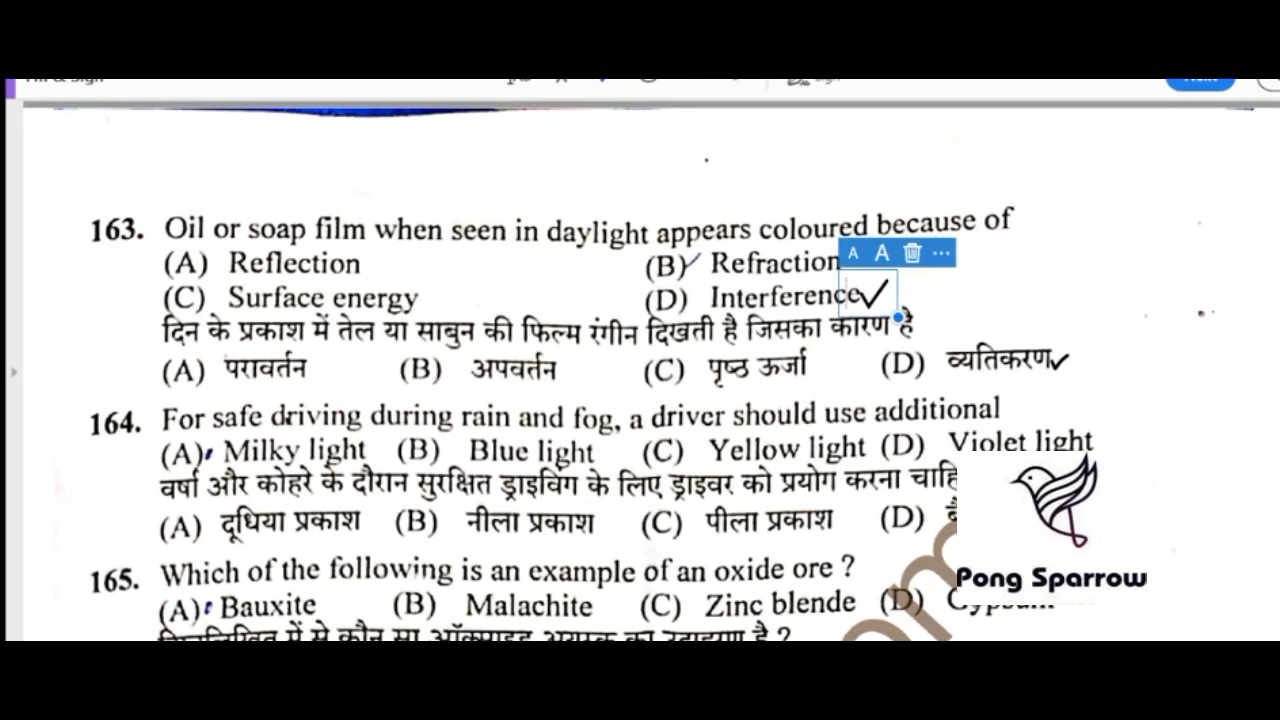 163. Oil or soap film when seen in daylight appears coloured because of
(A) Reflection (B) Refraction
(C) Surface energy (D) Interference
दिन के प्रकाश में तेल या साबुन की फिल्म रंगीन दिखती है जिसका कारण है
(A) परावर्तन (B) अपवर्तन (C) पृष्ठ ऊर्जा (D) व्यतिकरण
164. For safe driving during rain and fog, a driver should use additional
(A) Milky light (B) Blue light (C) Yellow light (D) Violet light
वर्षा और कोहरे के दौरान सुरक्षित ड्राइविंग के लिए ड्राइवर को प्रयोग करना
(A) दूधिया प्रकाश (B) नीला प्रकाश (C) पीला प्रकाश (D)
165. Which of the following is an example of an oxide ore ?
(A) Bauxite (B) Malachite (C) Zinc blende (D) Gypsum
Pong Sparrow